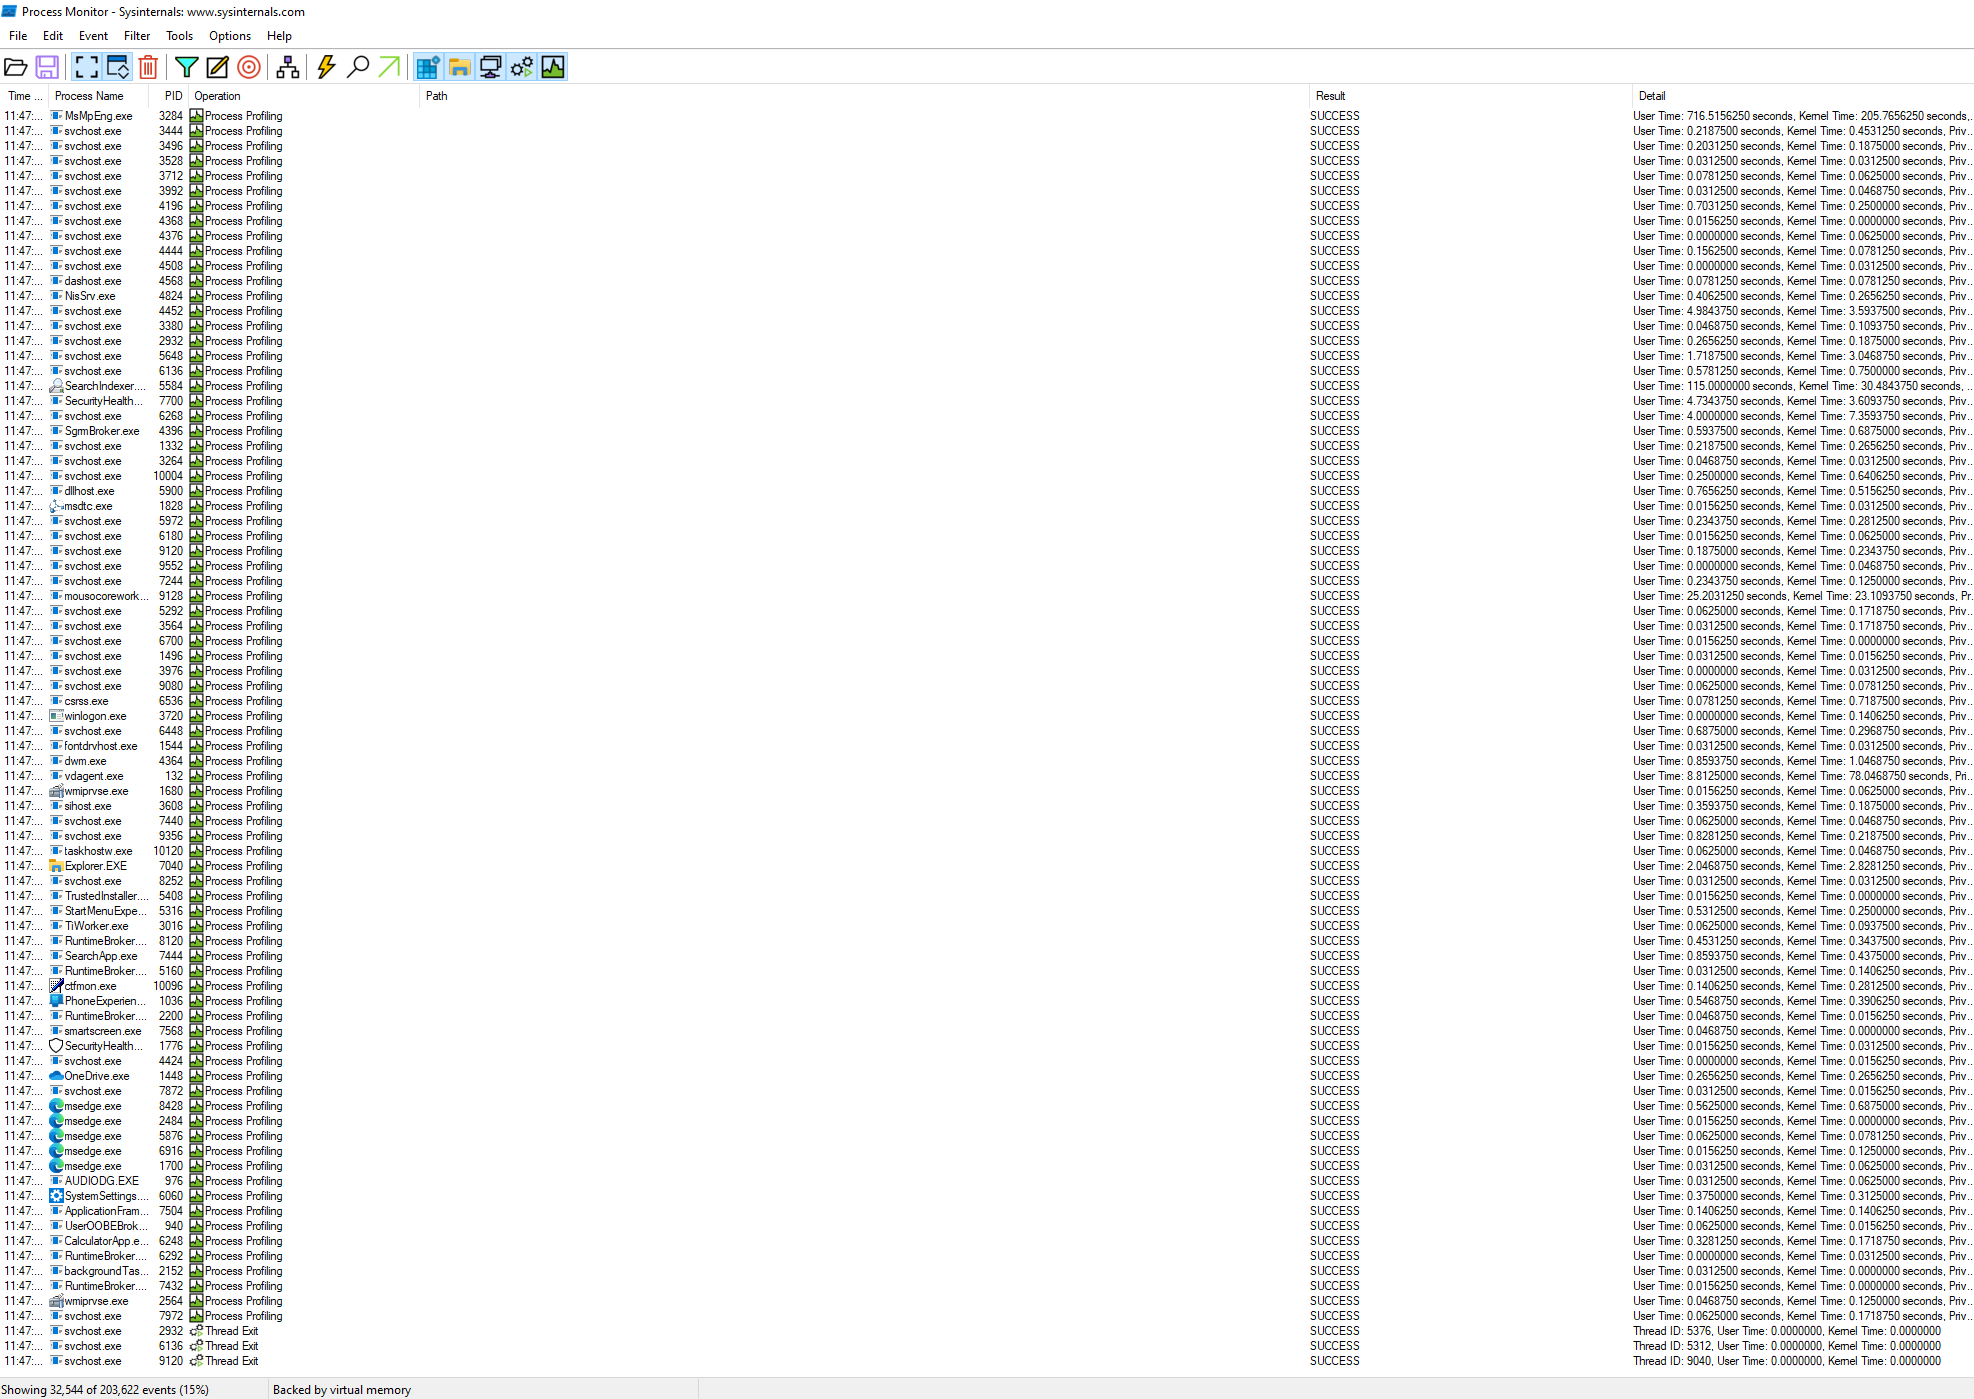 Process Monitor - Sysinternals: www.sysinternals.com
File Edit Event Filter Tools Options Help
Time ... Process Name PID Operation Path Result Detail
11:47:... MsMpEng.exe 3284 Process Profiling SUCCESS User Time: 716.5156250 seconds, Kernel Time: 205.7656250 seconds,...
11:47:... svchost.exe 3444 Process Profiling SUCCESS User Time: 0.2187500 seconds, Kernel Time: 0.4531250 seconds, Priv...
11:47:... svchost.exe 3496 Process Profiling SUCCESS User Time: 0.2031250 seconds, Kernel Time: 0.1875000 seconds, Priv...
11:47:... svchost.exe 3528 Process Profiling SUCCESS User Time: 0.0312500 seconds, Kernel Time: 0.0312500 seconds, Priv...
11:47:... svchost.exe 3712 Process Profiling SUCCESS User Time: 0.0781250 seconds, Kernel Time: 0.0625000 seconds, Priv...
11:47:... svchost.exe 3992 Process Profiling SUCCESS User Time: 0.0312500 seconds, Kernel Time: 0.0468750 seconds, Priv...
11:47:... svchost.exe 4196 Process Profiling SUCCESS User Time: 0.7031250 seconds, Kernel Time: 0.2500000 seconds, Priv...
11:47:... svchost.exe 4368 Process Profiling SUCCESS User Time: 0.0156250 seconds, Kernel Time: 0.0000000 seconds, Priv...
11:47:... svchost.exe 4376 Process Profiling SUCCESS User Time: 0.0000000 seconds, Kernel Time: 0.0625000 seconds, Priv...
11:47:... svchost.exe 4444 Process Profiling SUCCESS User Time: 0.1562500 seconds, Kernel Time: 0.0781250 seconds, Priv...
11:47:... svchost.exe 4508 Process Profiling SUCCESS User Time: 0.0000000 seconds, Kernel Time: 0.0312500 seconds, Priv...
11:47:... dashost.exe 4568 Process Profiling SUCCESS User Time: 0.0781250 seconds, Kernel Time: 0.0781250 seconds, Priv...
11:47:... NisSrv.exe 4824 Process Profiling SUCCESS User Time: 0.4062500 seconds, Kernel Time: 0.2656250 seconds, Priv...
11:47:... svchost.exe 4452 Process Profiling SUCCESS User Time: 4.9843750 seconds, Kernel Time: 3.5937500 seconds, Priv...
11:47:... svchost.exe 3380 Process Profiling SUCCESS User Time: 0.0468750 seconds, Kernel Time: 0.1093750 seconds, Priv...
11:47:... svchost.exe 2932 Process Profiling SUCCESS User Time: 0.2656250 seconds, Kernel Time: 0.1875000 seconds, Priv...
11:47:... svchost.exe 5648 Process Profiling SUCCESS User Time: 1.7187500 seconds, Kernel Time: 3.0468750 seconds, Priv...
11:47:... svchost.exe 6136 Process Profiling SUCCESS User Time: 0.5781250 seconds, Kernel Time: 0.7500000 seconds, Priv...
11:47:... SearchIndexer.... 5584 Process Profiling SUCCESS User Time: 115.0000000 seconds, Kernel Time: 30.4843750 seconds, ...
11:47:... SecurityHealth... 7700 Process Profiling SUCCESS User Time: 4.7343750 seconds, Kernel Time: 3.6093750 seconds, Priv...
11:47:... svchost.exe 6268 Process Profiling SUCCESS User Time: 4.0000000 seconds, Kernel Time: 7.3593750 seconds, Priv...
11:47:... SgrmBroker.exe 4396 Process Profiling SUCCESS User Time: 0.5937500 seconds, Kernel Time: 0.6875000 seconds, Priv...
11:47:... svchost.exe 1332 Process Profiling SUCCESS User Time: 0.2187500 seconds, Kernel Time: 0.2656250 seconds, Priv...
11:47:... svchost.exe 3264 Process Profiling SUCCESS User Time: 0.0468750 seconds, Kernel Time: 0.0312500 seconds, Priv...
11:47:... svchost.exe 10004 Process Profiling SUCCESS User Time: 0.2500000 seconds, Kernel Time: 0.6406250 seconds, Priv...
11:47:... dllhost.exe 5900 Process Profiling SUCCESS User Time: 0.7656250 seconds, Kernel Time: 0.5156250 seconds, Priv...
11:47:... msdtc.exe 1828 Process Profiling SUCCESS User Time: 0.0156250 seconds, Kernel Time: 0.0312500 seconds, Priv...
11:47:... svchost.exe 5972 Process Profiling SUCCESS User Time: 0.2343750 seconds, Kernel Time: 0.2812500 seconds, Priv...
11:47:... svchost.exe 6180 Process Profiling SUCCESS User Time: 0.0156250 seconds, Kernel Time: 0.0625000 seconds, Priv...
11:47:... svchost.exe 9120 Process Profiling SUCCESS User Time: 0.1875000 seconds, Kernel Time: 0.2343750 seconds, Priv...
11:47:... svchost.exe 9552 Process Profiling SUCCESS User Time: 0.0000000 seconds, Kernel Time: 0.0468750 seconds, Priv...
11:47:... svchost.exe 7244 Process Profiling SUCCESS User Time: 0.2343750 seconds, Kernel Time: 0.1250000 seconds, Priv...
11:47:... mousocorework... 9128 Process Profiling SUCCESS User Time: 25.2031250 seconds, Kernel Time: 23.1093750 seconds, Pr...
11:47:... svchost.exe 5292 Process Profiling SUCCESS User Time: 0.0625000 seconds, Kernel Time: 0.1718750 seconds, Priv...
11:47:... svchost.exe 3564 Process Profiling SUCCESS User Time: 0.0312500 seconds, Kernel Time: 0.1718750 seconds, Priv...
11:47:... svchost.exe 6700 Process Profiling SUCCESS User Time: 0.0156250 seconds, Kernel Time: 0.0000000 seconds, Priv...
11:47:... svchost.exe 1496 Process Profiling SUCCESS User Time: 0.0312500 seconds, Kernel Time: 0.0156250 seconds, Priv...
11:47:... svchost.exe 3976 Process Profiling SUCCESS User Time: 0.0000000 seconds, Kernel Time: 0.0312500 seconds, Priv...
11:47:... svchost.exe 9080 Process Profiling SUCCESS User Time: 0.0625000 seconds, Kernel Time: 0.0781250 seconds, Priv...
11:47:... csrss.exe 6536 Process Profiling SUCCESS User Time: 0.0781250 seconds, Kernel Time: 0.7187500 seconds, Priv...
11:47:... winlogon.exe 3720 Process Profiling SUCCESS User Time: 0.0000000 seconds, Kernel Time: 0.1406250 seconds, Priv...
11:47:... svchost.exe 6448 Process Profiling SUCCESS User Time: 0.6875000 seconds, Kernel Time: 0.2968750 seconds, Priv...
11:47:... fontdrvhost.exe 1544 Process Profiling SUCCESS User Time: 0.0312500 seconds, Kernel Time: 0.0312500 seconds, Priv...
11:47:... dwm.exe 4364 Process Profiling SUCCESS User Time: 0.8593750 seconds, Kernel Time: 1.0468750 seconds, Priv...
11:47:... vdagent.exe 132 Process Profiling SUCCESS User Time: 8.8125000 seconds, Kernel Time: 78.0468750 seconds, Pri...
11:47:... wmiprvse.exe 1680 Process Profiling SUCCESS User Time: 0.0156250 seconds, Kernel Time: 0.0625000 seconds, Priv...
11:47:... sihost.exe 3608 Process Profiling SUCCESS User Time: 0.3593750 seconds, Kernel Time: 0.1875000 seconds, Priv...
11:47:... svchost.exe 7440 Process Profiling SUCCESS User Time: 0.0625000 seconds, Kernel Time: 0.0468750 seconds, Priv...
11:47:... svchost.exe 9356 Process Profiling SUCCESS User Time: 0.8281250 seconds, Kernel Time: 0.2187500 seconds, Priv...
11:47:... taskhostw.exe 10120 Process Profiling SUCCESS User Time: 0.0625000 seconds, Kernel Time: 0.0468750 seconds, Priv...
11:47:... Explorer.EXE 7040 Process Profiling SUCCESS User Time: 2.0468750 seconds, Kernel Time: 2.8281250 seconds, Priv...
11:47:... svchost.exe 8252 Process Profiling SUCCESS User Time: 0.0312500 seconds, Kernel Time: 0.0312500 seconds, Priv...
11:47:... TrustedInstaller.... 5408 Process Profiling SUCCESS User Time: 0.0156250 seconds, Kernel Time: 0.0000000 seconds, Priv...
11:47:... StartMenuExpe... 5316 Process Profiling SUCCESS User Time: 0.5312500 seconds, Kernel Time: 0.2500000 seconds, Priv...
11:47:... TiWorker.exe 3016 Process Profiling SUCCESS User Time: 0.0625000 seconds, Kernel Time: 0.0937500 seconds, Priv...
11:47:... RuntimeBroker.... 8120 Process Profiling SUCCESS User Time: 0.4531250 seconds, Kernel Time: 0.3437500 seconds, Priv...
11:47:... SearchApp.exe 7444 Process Profiling SUCCESS User Time: 0.8593750 seconds, Kernel Time: 0.4375000 seconds, Priv...
11:47:... RuntimeBroker.... 5160 Process Profiling SUCCESS User Time: 0.0312500 seconds, Kernel Time: 0.1406250 seconds, Priv...
11:47:... ctfmon.exe 10096 Process Profiling SUCCESS User Time: 0.1406250 seconds, Kernel Time: 0.2812500 seconds, Priv...
11:47:... PhoneExperien... 1036 Process Profiling SUCCESS User Time: 0.5468750 seconds, Kernel Time: 0.3906250 seconds, Priv...
11:47:... RuntimeBroker.... 2200 Process Profiling SUCCESS User Time: 0.0468750 seconds, Kernel Time: 0.0156250 seconds, Priv...
11:47:... smartscreen.exe 7568 Process Profiling SUCCESS User Time: 0.0468750 seconds, Kernel Time: 0.0000000 seconds, Priv...
11:47:... SecurityHealth... 1776 Process Profiling SUCCESS User Time: 0.0156250 seconds, Kernel Time: 0.0312500 seconds, Priv...
11:47:... svchost.exe 4424 Process Profiling SUCCESS User Time: 0.0000000 seconds, Kernel Time: 0.0156250 seconds, Priv...
11:47:... OneDrive.exe 1448 Process Profiling SUCCESS User Time: 0.2656250 seconds, Kernel Time: 0.2656250 seconds, Priv...
11:47:... svchost.exe 7872 Process Profiling SUCCESS User Time: 0.0312500 seconds, Kernel Time: 0.0156250 seconds, Priv...
11:47:... msedge.exe 8428 Process Profiling SUCCESS User Time: 0.5625000 seconds, Kernel Time: 0.6875000 seconds, Priv...
11:47:... msedge.exe 2484 Process Profiling SUCCESS User Time: 0.0156250 seconds, Kernel Time: 0.0000000 seconds, Priv...
11:47:... msedge.exe 5876 Process Profiling SUCCESS User Time: 0.0625000 seconds, Kernel Time: 0.0781250 seconds, Priv...
11:47:... msedge.exe 6916 Process Profiling SUCCESS User Time: 0.0156250 seconds, Kernel Time: 0.1250000 seconds, Priv...
11:47:... msedge.exe 1700 Process Profiling SUCCESS User Time: 0.0312500 seconds, Kernel Time: 0.0625000 seconds, Priv...
11:47:... AUDIODG.EXE 976 Process Profiling SUCCESS User Time: 0.0312500 seconds, Kernel Time: 0.0625000 seconds, Priv...
11:47:... SystemSettings.... 6060 Process Profiling SUCCESS User Time: 0.3750000 seconds, Kernel Time: 0.3125000 seconds, Priv...
11:47:... ApplicationFram... 7504 Process Profiling SUCCESS User Time: 0.1406250 seconds, Kernel Time: 0.1406250 seconds, Priv...
11:47:... UserOOBEBrok... 940 Process Profiling SUCCESS User Time: 0.0625000 seconds, Kernel Time: 0.0156250 seconds, Priv...
11:47:... CalculatorApp.e... 6248 Process Profiling SUCCESS User Time: 0.3281250 seconds, Kernel Time: 0.1718750 seconds, Priv...
11:47:... RuntimeBroker.... 6292 Process Profiling SUCCESS User Time: 0.0000000 seconds, Kernel Time: 0.0312500 seconds, Priv...
11:47:... backgroundTas... 2152 Process Profiling SUCCESS User Time: 0.0312500 seconds, Kernel Time: 0.0000000 seconds, Priv...
11:47:... RuntimeBroker.... 7432 Process Profiling SUCCESS User Time: 0.0156250 seconds, Kernel Time: 0.0000000 seconds, Priv...
11:47:... wmiprvse.exe 2564 Process Profiling SUCCESS User Time: 0.0468750 seconds, Kernel Time: 0.1250000 seconds, Priv...
11:47:... svchost.exe 7972 Process Profiling SUCCESS User Time: 0.0625000 seconds, Kernel Time: 0.1718750 seconds, Priv...
11:47:... svchost.exe 2932 Thread Exit SUCCESS Thread ID: 5376, User Time: 0.0000000, Kernel Time: 0.0000000
11:47:... svchost.exe 6136 Thread Exit SUCCESS Thread ID: 5312, User Time: 0.0000000, Kernel Time: 0.0000000
11:47:... svchost.exe 9120 Thread Exit SUCCESS Thread ID: 9040, User Time: 0.0000000, Kernel Time: 0.0000000
Showing 32,544 of 203,622 events (15%) Backed by virtual memory